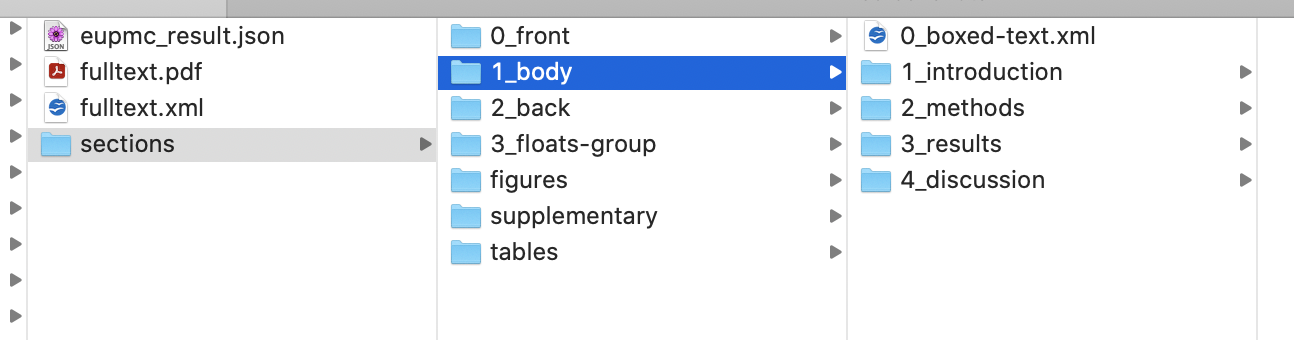 eupmc_result.json
fulltext.pdf
fulltext.xml
sections
0_front
1_body
2_back
3_floats-group
figures
supplementary
tables
0_boxed-text.xml
1_introduction
2_methods
3_results
4_discussion
JSON